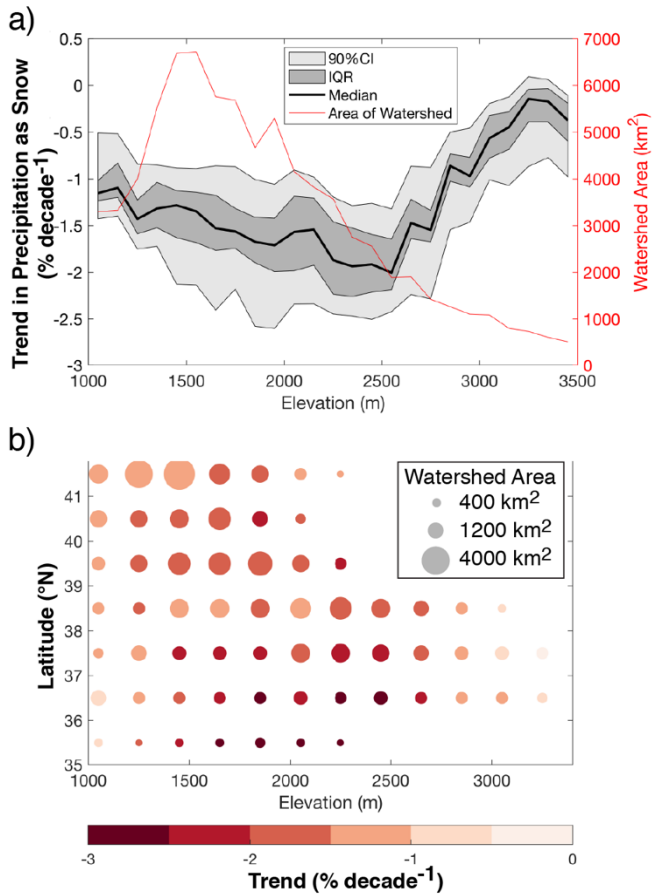 a)
0.5
0
-0.5
-1
-1.5
-2
-2.5
-3
Trend in Precipitation as Snow
(% decade-1)
90%CI
IQR
Median
Area of Watershed
7000
6000
5000
4000
3000
2000
1000
0
Watershed Area (km2)
1000 1500 2000 2500 3000 3500
Elevation (m)
b)
41
40
39
38
37
36
35
Latitude (°N)
Watershed Area
400 km2
1200 km2
4000 km2
1000 1500 2000 2500 3000
Elevation (m)
-3 -2 -1 0
Trend (% decade-1)